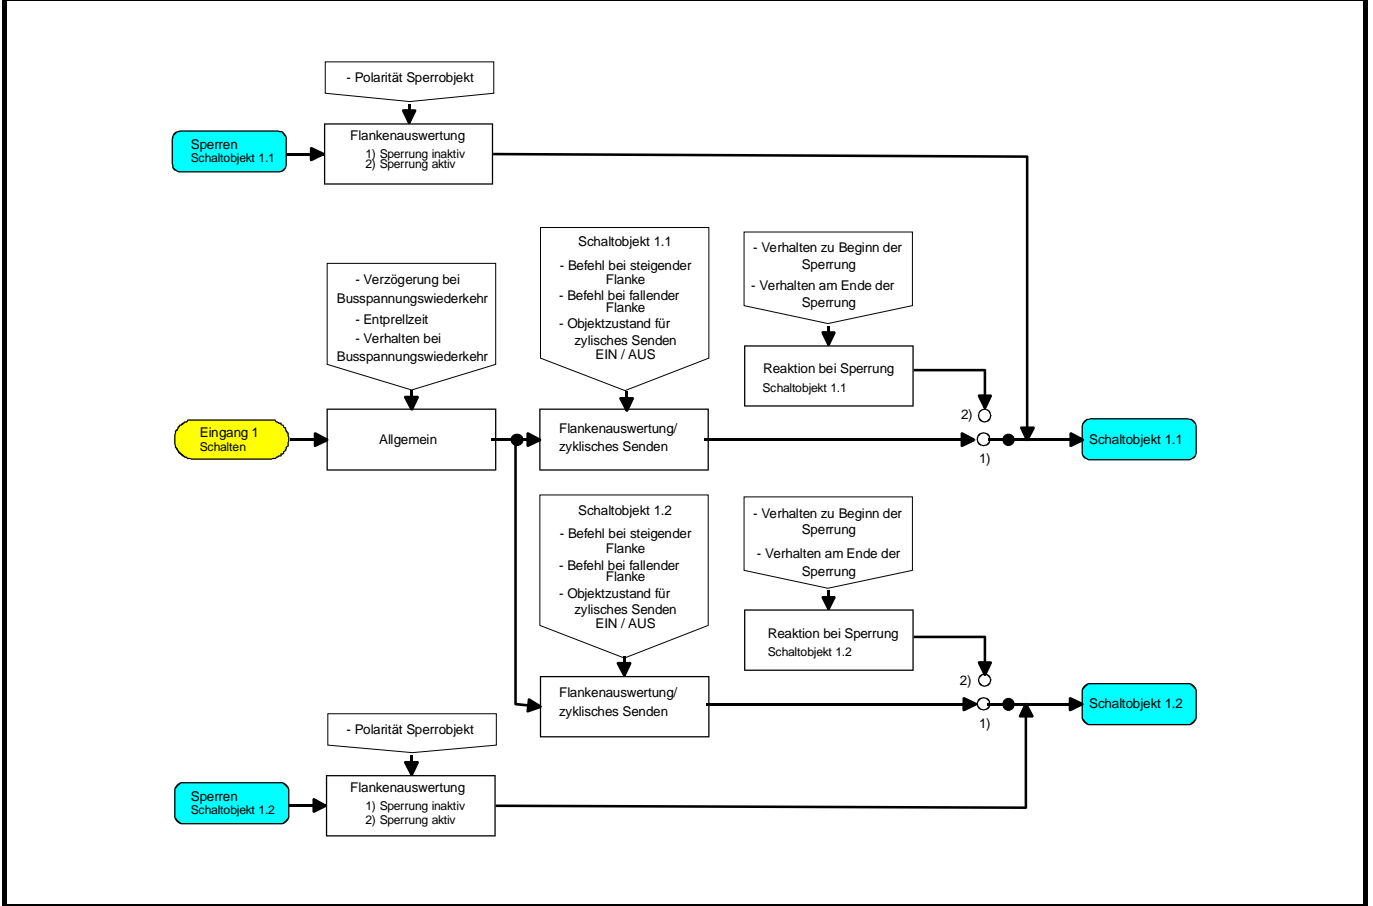 - Polarität Sperrobjekt
Sperren
Schaltobjekt 1.1
Flankenauswertung
1) Sperrung inaktiv
2) Sperrung aktiv
- Verzögerung bei
Busspannungswiederkehr
- Entprellzeit
- Verhalten bei
Busspannungswiederkehr
Schaltobjekt 1.1
- Befehl bei steigender
Flanke
- Befehl bei fallender
Flanke
- Objektzustand für
zylisches Senden
EIN / AUS
- Verhalten zu Beginn der
Sperrung
- Verhalten am Ende der
Sperrung
Reaktion bei Sperrung
Schaltobjekt 1.1
2)
Eingang 1
Schalten
Allgemein
Flankenauswertung/
zyklisches Senden
1)
Schaltobjekt 1.1
Schaltobjekt 1.2
- Befehl bei steigender
Flanke
- Befehl bei fallender
Flanke
- Objektzustand für
zylisches Senden
EIN / AUS
- Verhalten zu Beginn der
Sperrung
- Verhalten am Ende der
Sperrung
Reaktion bei Sperrung
Schaltobjekt 1.2
2)
Flankenauswertung/
zyklisches Senden
1)
Schaltobjekt 1.2
- Polarität Sperrobjekt
Sperren
Schaltobjekt 1.2
Flankenauswertung
1) Sperrung inaktiv
2) Sperrung aktiv